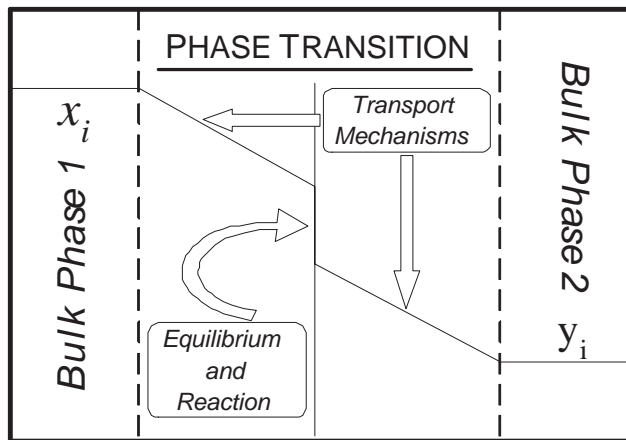 PHASE TRANSITION
x_i
Bulk Phase 1
Transport
Mechanisms
Equilibrium
and
Reaction
Bulk Phase 2
y_i